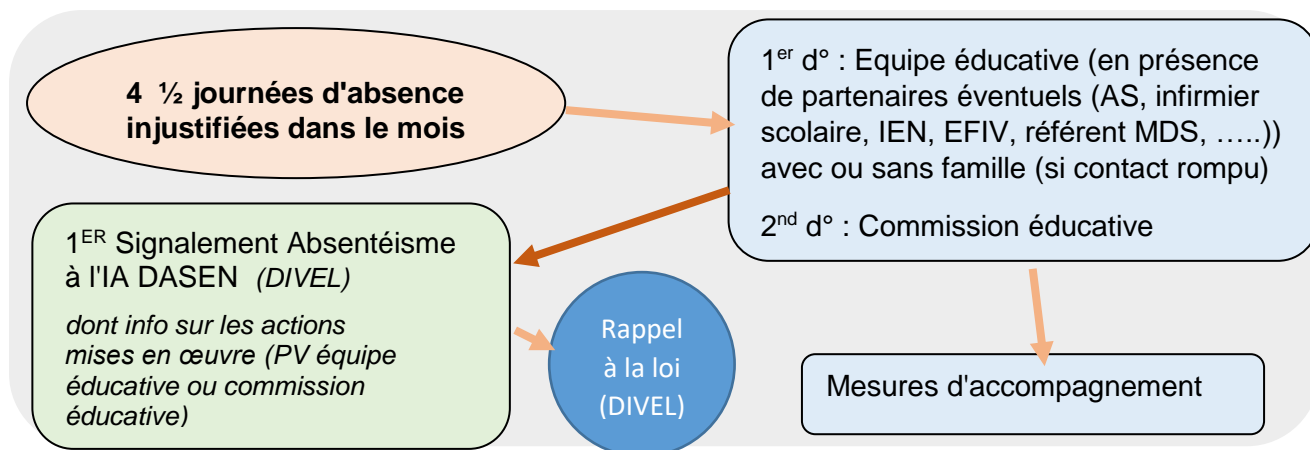 4 ½ journées d'absence
injustifiées dans le mois
1er d° : Equipe éducative (en présence
de partenaires éventuels (AS, infirmier
scolaire, IEN, EFIV, référent MDS, …..))
avec ou sans famille (si contact rompu)
2nd d° : Commission éducative
1ER Signalement Absentéisme
à l'IA DASEN (DIVEL)
dont info sur les actions
mises en œuvre (PV équipe
éducative ou commission
éducative)
Rappel
à la loi
(DIVEL)
Mesures d'accompagnement